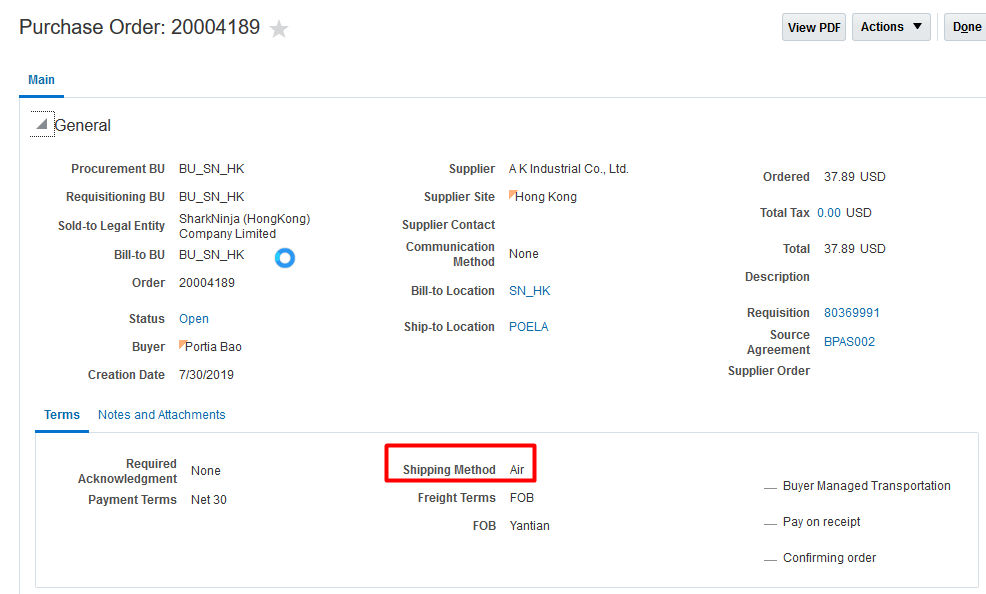 Purchase Order: 20004189
View PDF
Actions
Done
Main
General
Procurement BU BU_SN_HK
Requisitioning BU BU_SN_HK
Sold-to Legal Entity SharkNinja (HongKong)
Company Limited
Bill-to BU BU_SN_HK
Order 20004189
Status Open
Buyer Portia Bao
Creation Date 7/30/2019
Supplier A K Industrial Co., Ltd.
Supplier Site Hong Kong
Supplier Contact
Communication
Method None
Bill-to Location SN_HK
Ship-to Location POELA
Ordered 37.89 USD
Total Tax 0.00 USD
Total 37.89 USD
Description
Requisition 80369991
Source
Agreement BPAS002
Supplier Order
Terms Notes and Attachments
Required
Acknowledgment None
Payment Terms Net 30
Shipping Method Air
Freight Terms FOB
FOB Yantian
Buyer Managed Transportation
Pay on receipt
Confirming order